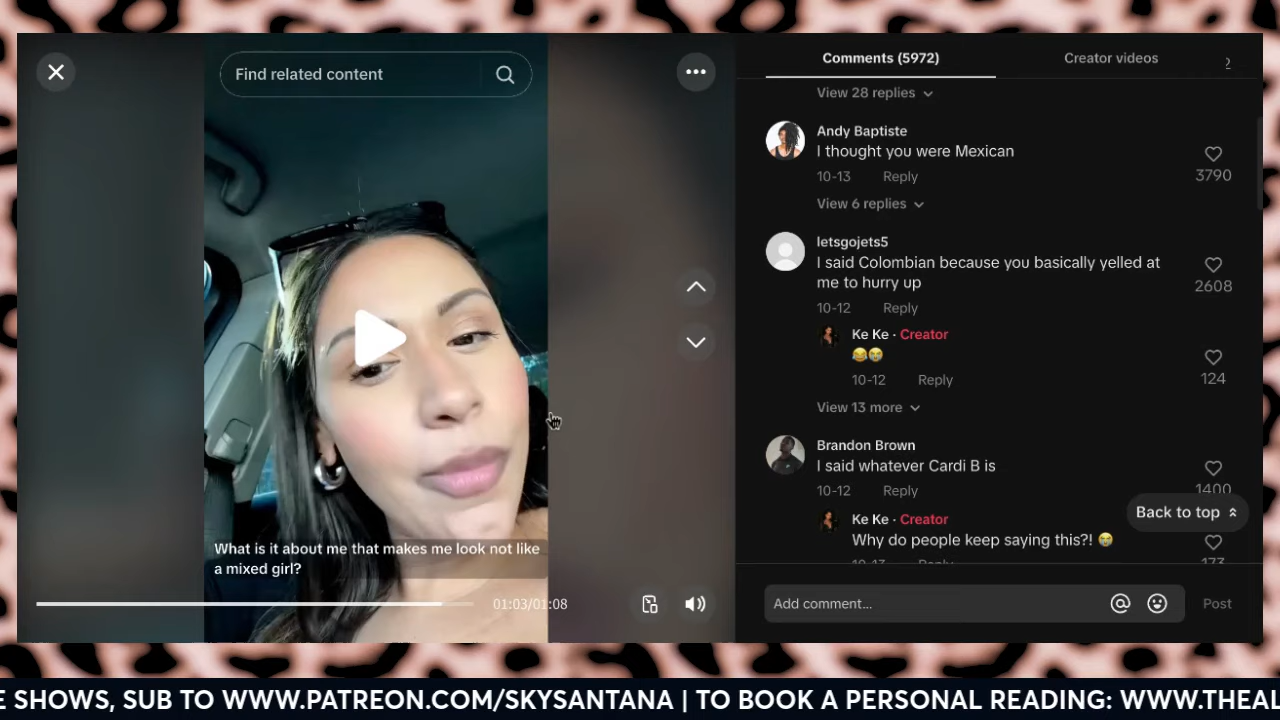 Find related content
What is it about me that makes me look not like
a mixed girl?
01:03/01:08
Comments (5972)
Creator videos
View 28 replies
Andy Baptiste
I thought you were Mexican
10-13 Reply
3790
View 6 replies
letsgojets5
I said Colombian because you basically yelled at
me to hurry up
2608
10-12 Reply
Ke Ke · Creator
😂😭
10-12 Reply
124
View 13 more
Brandon Brown
I said whatever Cardi B is
10-12 Reply
1400
Back to top
Ke Ke · Creator
Why do people keep saying this?! 😭
173
Add comment...
Post
E SHOWS, SUB TO WWW.PATREON.COM/SKYSANTANA | TO BOOK A PERSONAL READING: WWW.THEAL